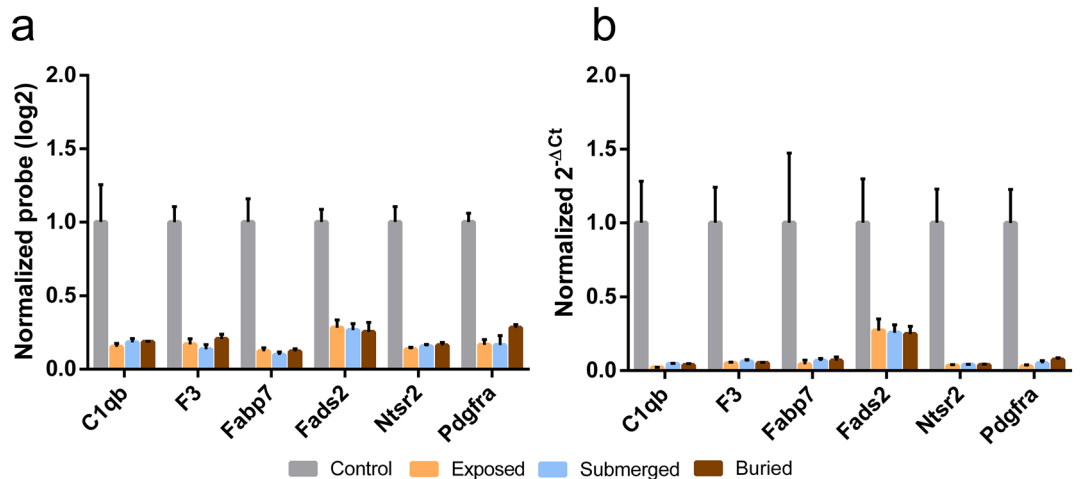 a
b
Normalized probe (log2)
2.0
1.5
1.0
0.5
0.0
C1qb
F3
Fabp7
Fads2
Ntsr2
Pdgfra
Normalized 2^-ΔCt
2.0
1.5
1.0
0.5
0.0
C1qb
F3
Fabp7
Fads2
Ntsr2
Pdgfra
Control Exposed Submerged Buried